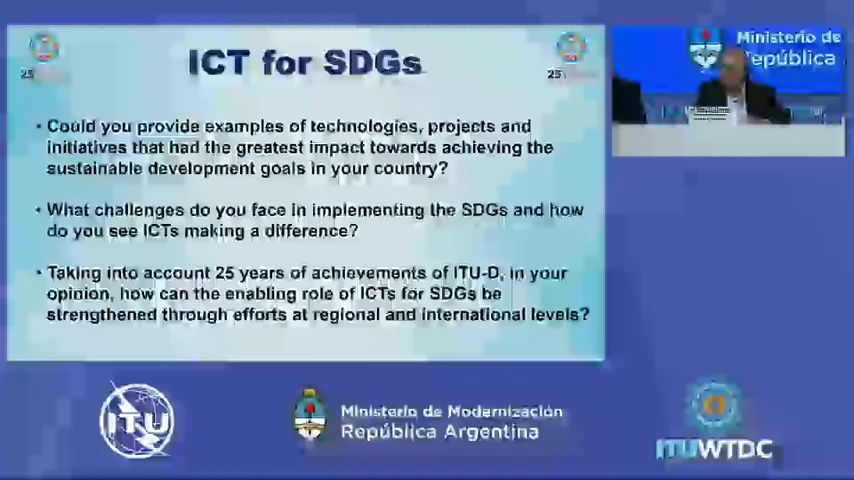 ICT for SDGs
25
25
• Could you provide examples of technologies, projects and
initiatives that had the greatest impact towards achieving the
sustainable development goals in your country?
• What challenges do you face in implementing the SDGs and how
do you see ICTs making a difference?
• Taking into account 25 years of achievements of ITU-D, in your
opinion, how can the enabling role of ICTs for SDGs be
strengthened through efforts at regional and international levels?
Ministerio de
República
ITU
Ministerio de Modernización
República Argentina
ITUWTDC